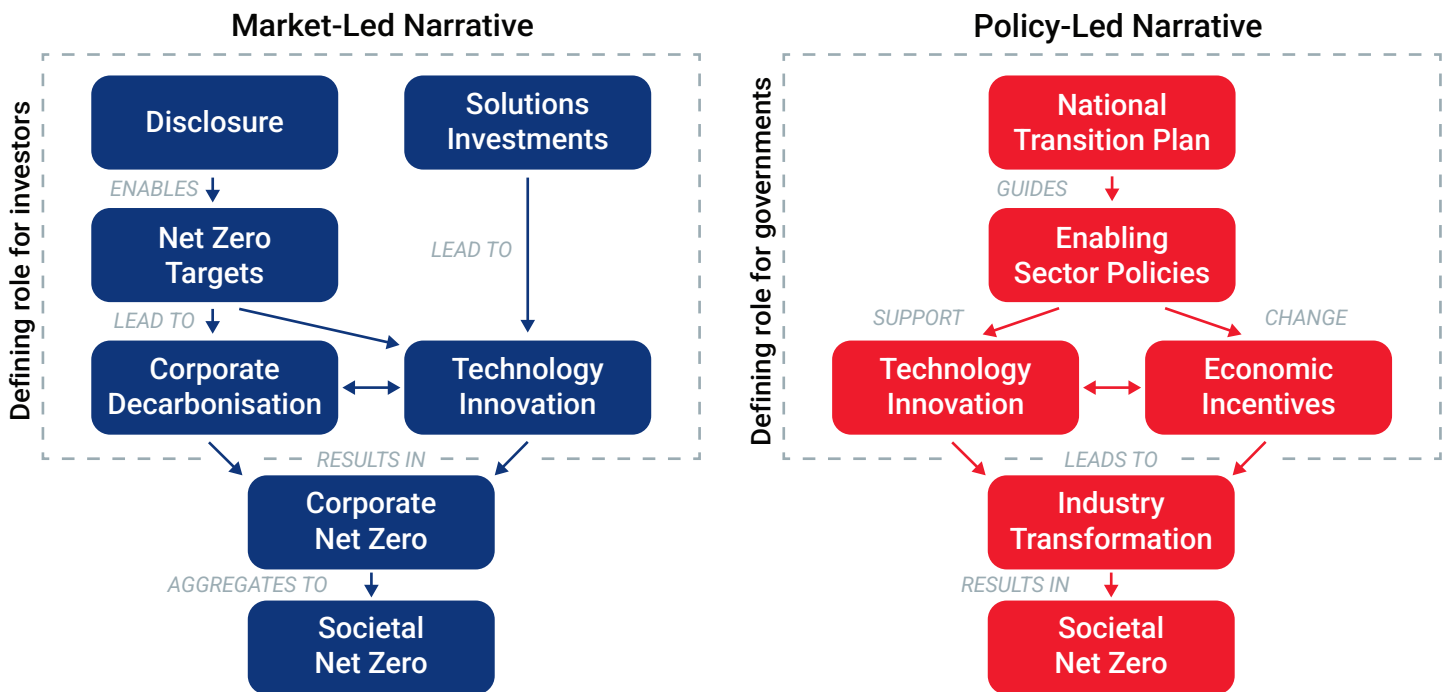 Market-Led Narrative
Defining role for investors
Disclosure
Solutions
Investments
ENABLES
Net Zero
Targets
LEAD TO
LEAD TO
Corporate
Decarbonisation
Technology
Innovation
RESULTS IN
Corporate
Net Zero
AGGREGATES TO
Societal
Net Zero
Policy-Led Narrative
Defining role for governments
National
Transition Plan
GUIDES
Enabling
Sector Policies
SUPPORT
CHANGE
Technology
Innovation
Economic
Incentives
LEADS TO
Industry
Transformation
RESULTS IN
Societal
Net Zero